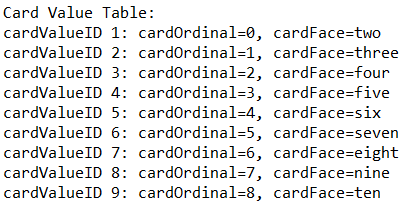 Card Value Table:
cardValueID 1: cardOrdinal=0, cardFace=two
cardValueID 2: cardOrdinal=1, cardFace=three
cardValueID 3: cardOrdinal=2, cardFace=four
cardValueID 4: cardOrdinal=3, cardFace=five
cardValueID 5: cardOrdinal=4, cardFace=six
cardValueID 6: cardOrdinal=5, cardFace=seven
cardValueID 7: cardOrdinal=6, cardFace=eight
cardValueID 8: cardOrdinal=7, cardFace=nine
cardValueID 9: cardOrdinal=8, cardFace=ten